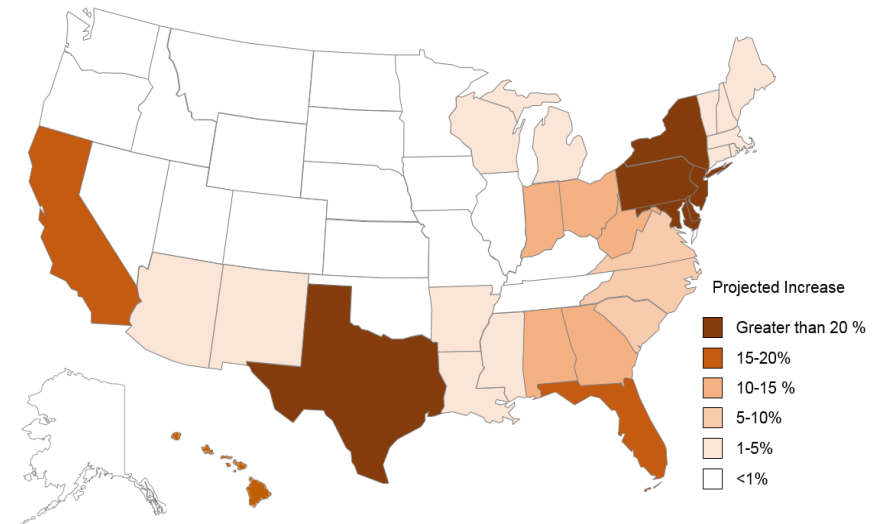 Projected Increase
Greater than 20 %
15-20%
10-15 %
5-10%
1-5%
<1%